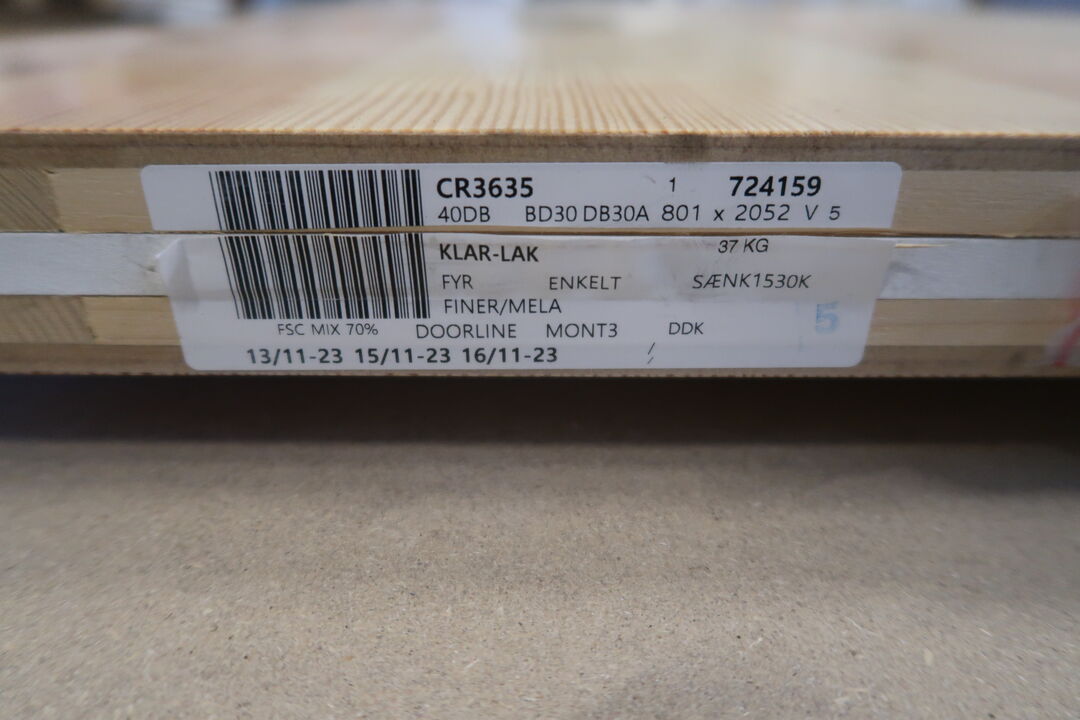 CR3635 1 724159
40DB BD30 DB30A 801 x 2052 V 5
KLAR-LAK 37 KG
FYR ENKELT SÆNK1530K
FINER/MELA
5
FSC MIX 70% DOORLINE MONT3 DDK
13/11-23 15/11-23 16/11-23 /
/